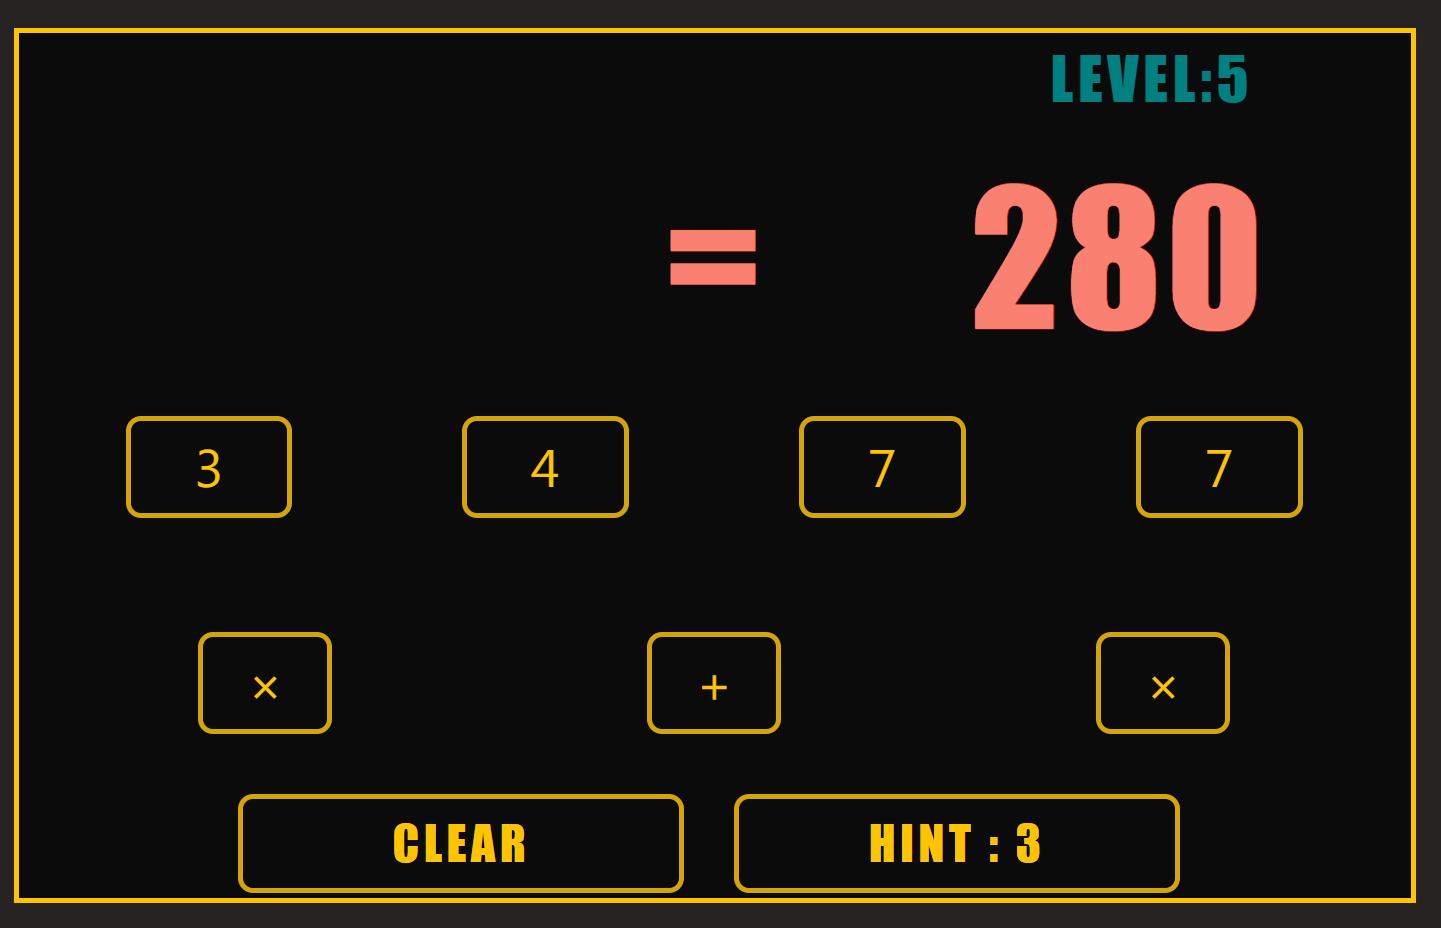 LEVEL:5
= 280
3 4 7 7
× + ×
CLEAR HINT : 3